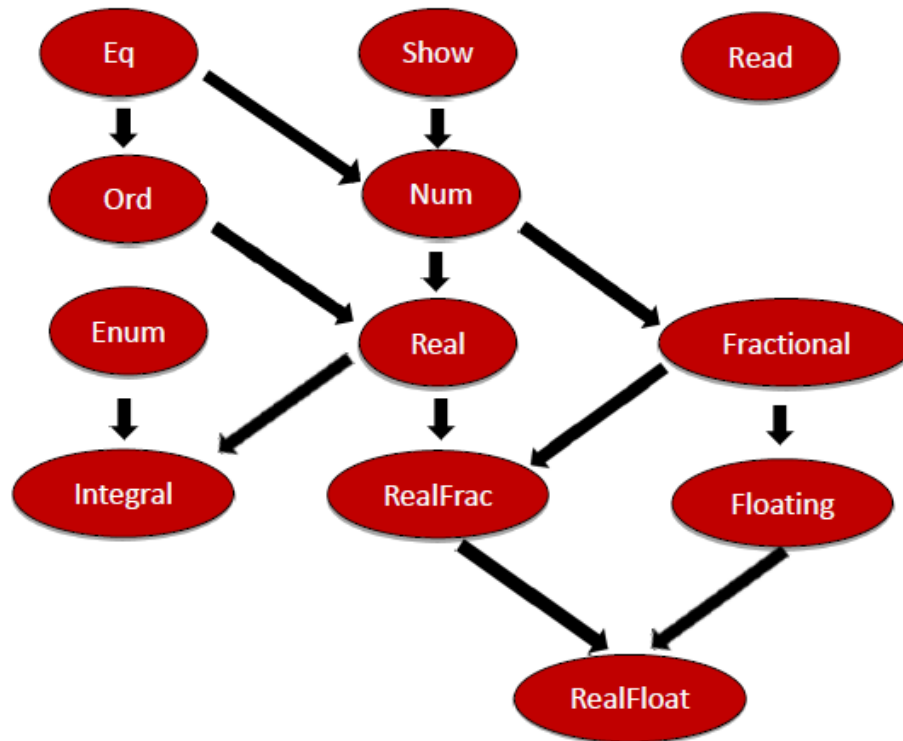 Eq
Show
Read
Ord
Num
Enum
Real
Fractional
Integral
RealFrac
Floating
RealFloat